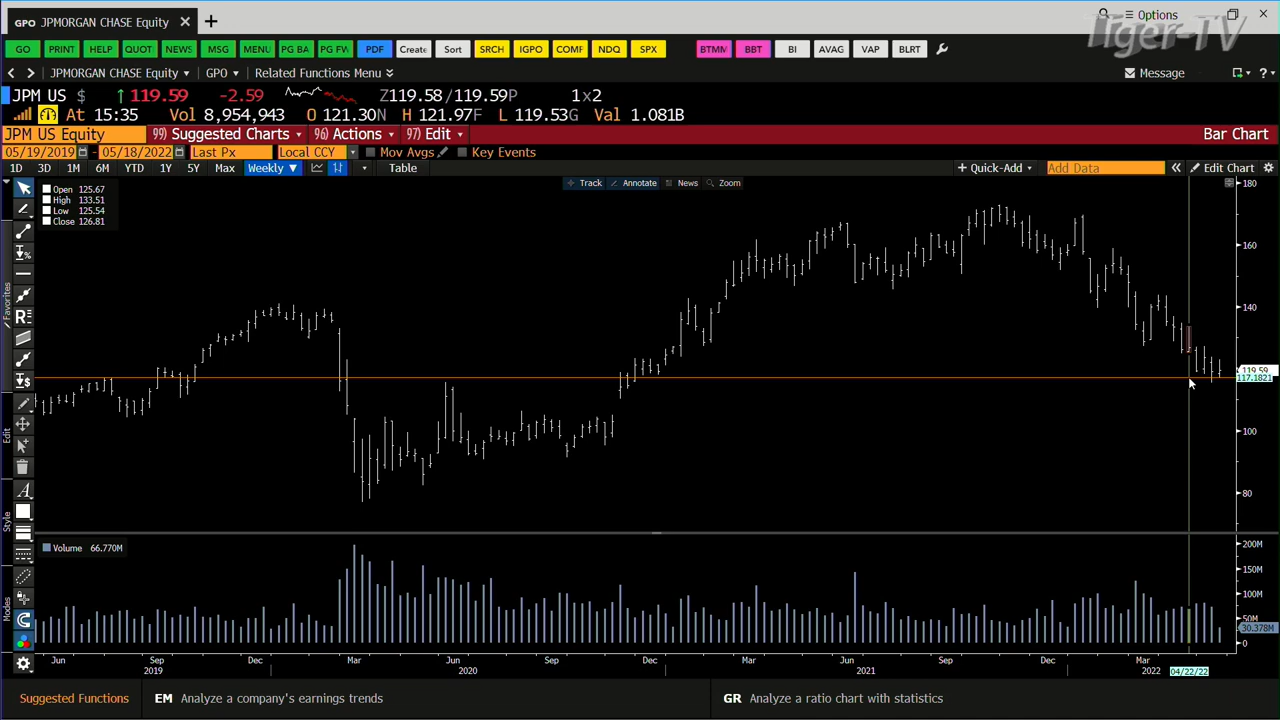 GPO JPMORGAN CHASE Equity
Options
Tiger-TV
GO PRINT HELP QUOT NEWS MSG MENU PG BA PG FW PDF Create Sort SRCH IGPO COMF NDQ SPX BTMM BBT BI AVAG VAP BLRT
JPMORGAN CHASE Equity GPO Related Functions Menu Message ?
JPM US $ ↑ 119.59 -2.59 Z119.58/119.59P 1x2
At 15:35 Vol 8,954,943 O 121.30N H 121.97F L 119.53G Val 1.081B
JPM US Equity 99) Suggested Charts 96) Actions 97) Edit Bar Chart
05/19/2019 - 05/18/2022 Last Px Local CCY Mov Avgs Key Events
1D 3D 1M 6M YTD 1Y 5Y Max Weekly ▼ Table + Quick-Add Add Data « Edit Chart
Track Annotate News Zoom
Open 125.67
High 133.51
Low 125.54
Close 126.81
180
160
140
119.59
117.1821
100
80
Favorites
Edit
Style
Modes
Volume 66.770M
200M
150M
100M
50M
30.378M
0
Jun Sep Dec Mar Jun Sep Dec Mar Jun Sep Dec Mar
2019 2020 2021 2022 04/22/22
Suggested Functions EM Analyze a company's earnings trends GR Analyze a ratio chart with statistics